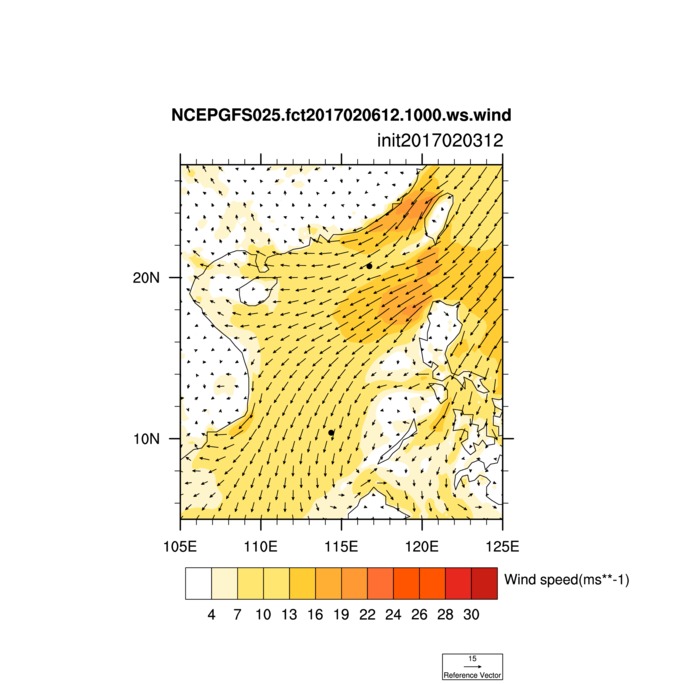 NCEPGFS025.fct2017020612.1000.ws.wind
init2017020312
20N
10N
105E 110E 115E 120E 125E
Wind speed(ms**-1)
4 7 10 13 16 19 22 24 26 28 30
15
Reference Vector